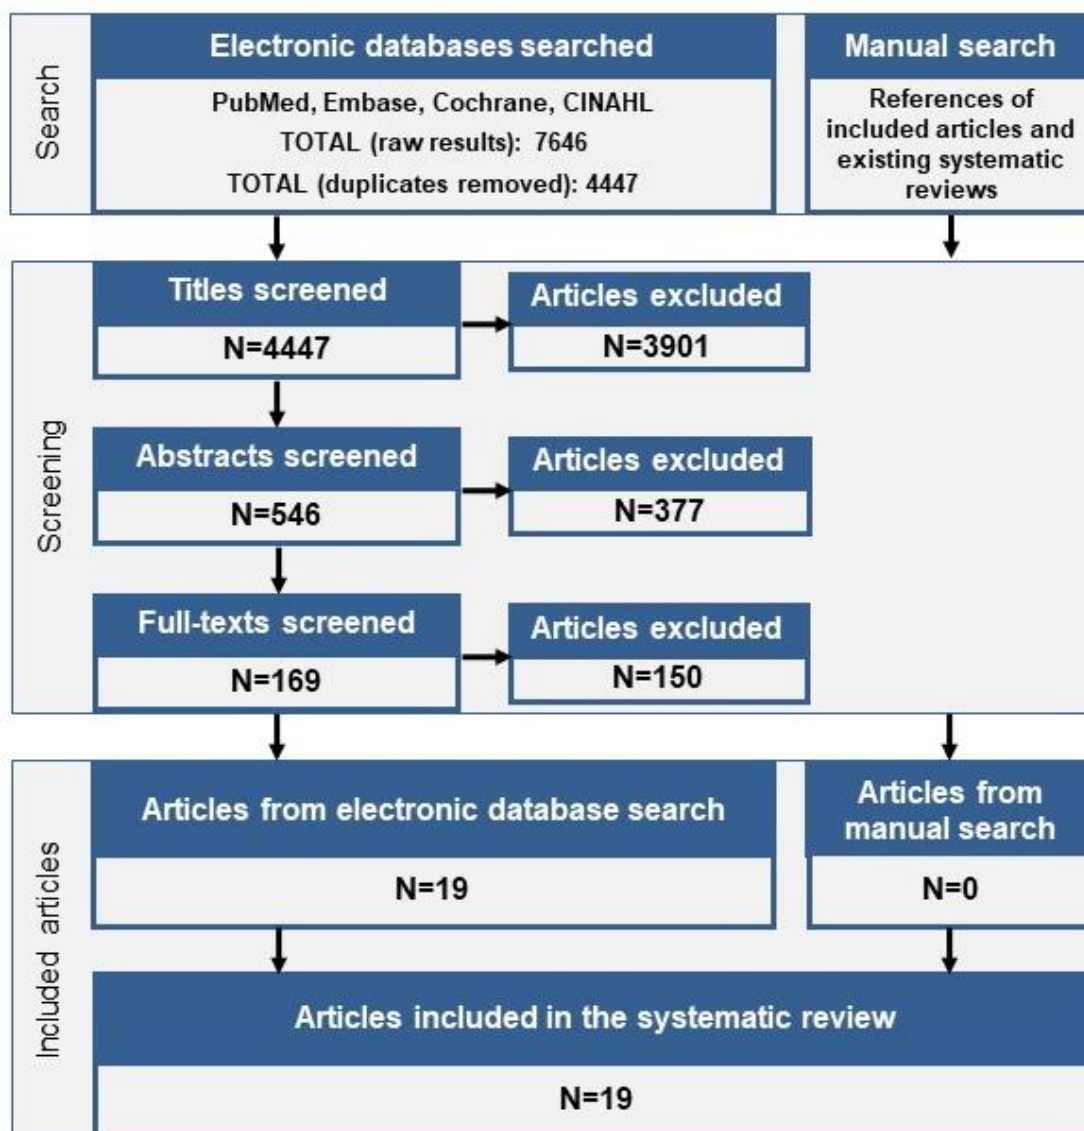 Search
Electronic databases searched
PubMed, Embase, Cochrane, CINAHL
TOTAL (raw results): 7646
TOTAL (duplicates removed): 4447
Manual search
References of
included articles and
existing systematic
reviews
Screening
Titles screened
N=4447
Articles excluded
N=3901
Abstracts screened
N=546
Articles excluded
N=377
Full-texts screened
N=169
Articles excluded
N=150
Included articles
Articles from electronic database search
N=19
Articles from
manual search
N=0
Articles included in the systematic review
N=19